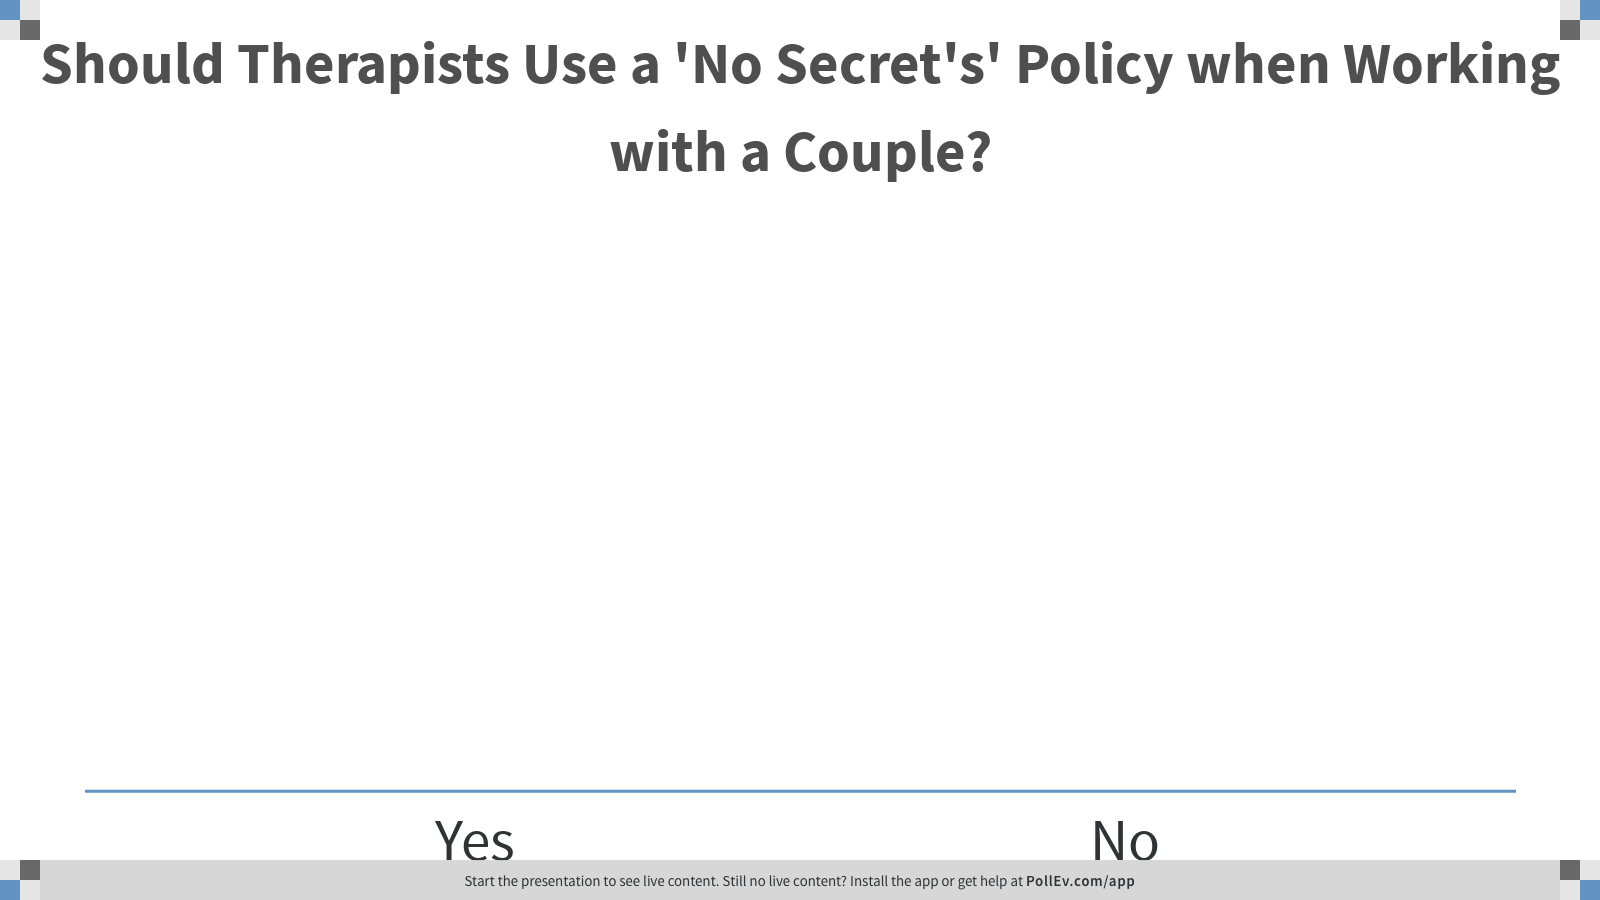 Should Therapists Use a 'No Secret's' Policy when Working
with a Couple?
Yes No
Start the presentation to see live content. Still no live content? Install the app or get help at PollEv.com/app